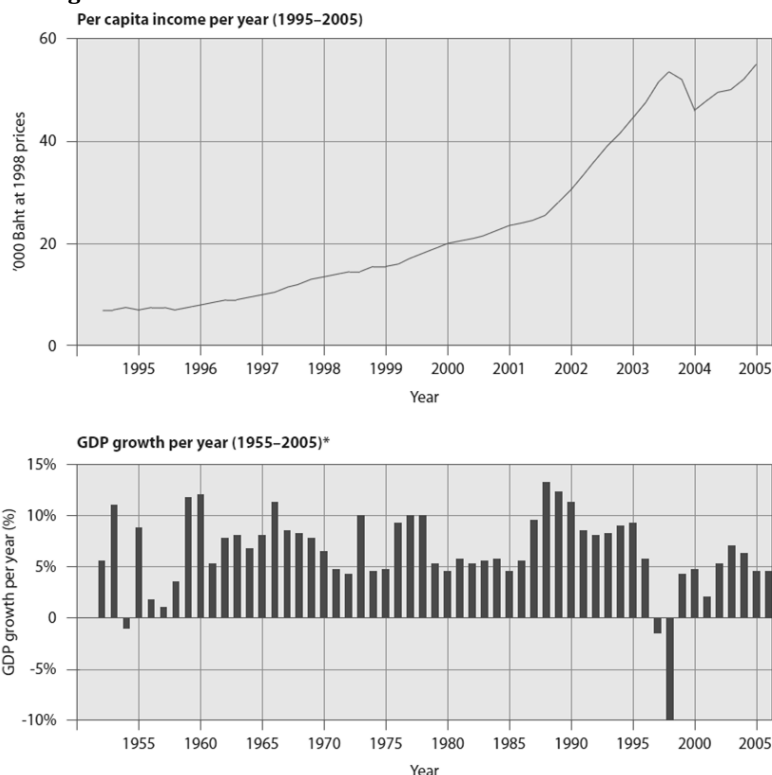 Per capita income per year (1995–2005)
'000 Baht at 1998 prices
60
40
20
0
1995 1996 1997 1998 1999 2000 2001 2002 2003 2004 2005
Year
GDP growth per year (1955–2005)*
GDP growth per year (%)
15%
10%
5%
0
-5%
-10%
1955 1960 1965 1970 1975 1980 1985 1990 1995 2000 2005
Year